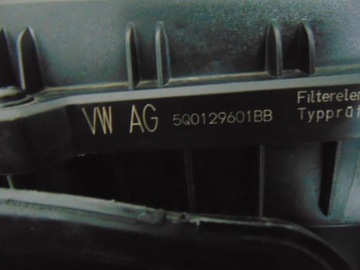 VW AG 5Q0129601BB
Filterele
Typprüf